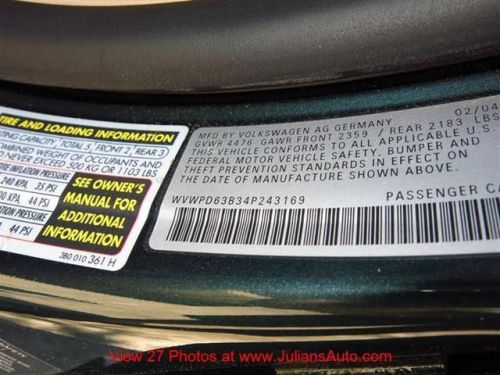 TIRE AND LOADING INFORMATION
SEATING CAPACITY: TOTAL 5, FRONT 2, REAR 3
COMBINED WEIGHT OF OCCUPANTS AND
NEVER EXCEED 500 KG OR 1103 LBS
PRESSURE
240 KPA, 35 PSI
KPA, 44 PSI
INFLATION PRESSURE
44 PSI
SEE OWNER'S
MANUAL FOR
ADDITIONAL
INFORMATION
3B0 010 361 H
02/04
MFD BY VOLKSWAGEN AG GERMANY
GVWR 4476 GAWR FRONT 2359 / REAR 2183 LBS
THIS VEHICLE CONFORMS TO ALL APPLICABLE U.S
FEDERAL MOTOR VEHICLE SAFETY, BUMPER AND
THEFT PREVENTION STANDARDS IN EFFECT ON
THE DATE OF MANUFACTURE SHOWN ABOVE.
WVWPD63B34P243169
PASSENGER CA
View 27 Photos at www.JuliansAuto.com